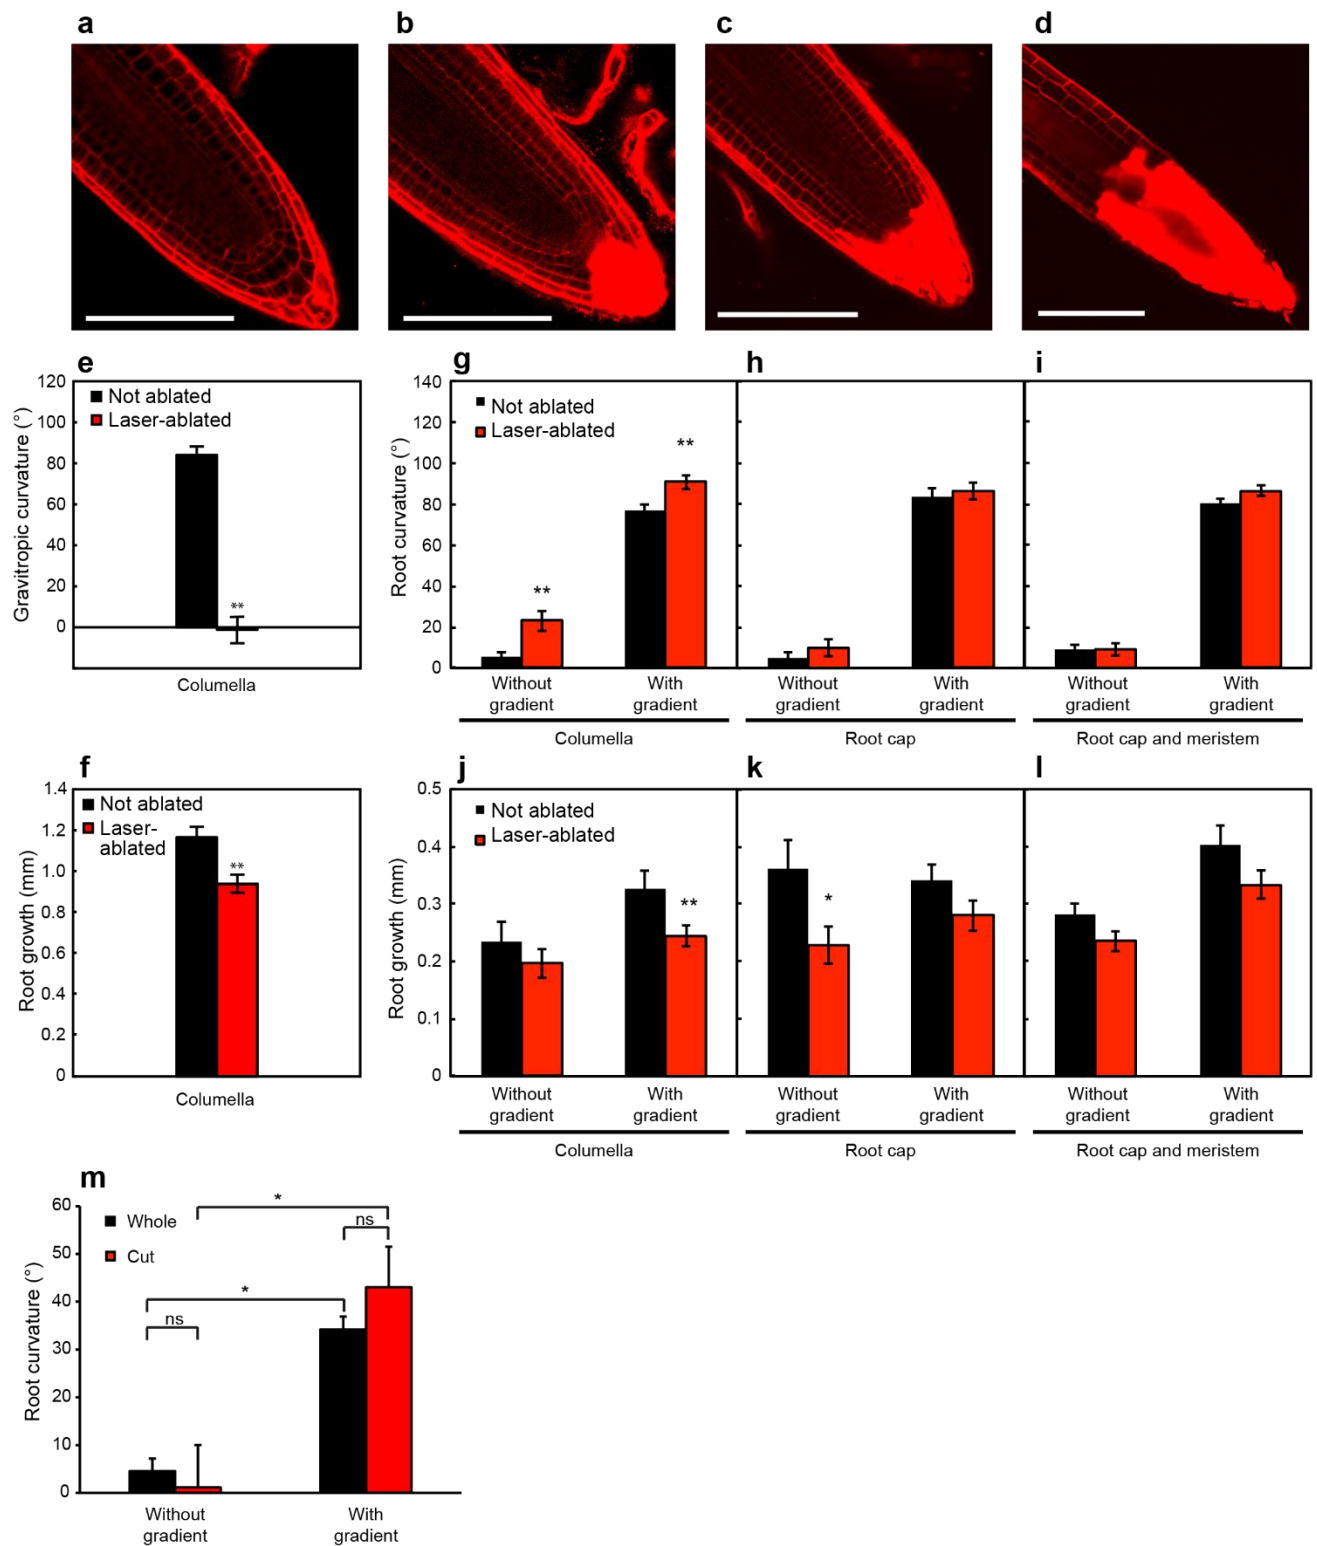 a
b
c
d
e
Gravitropic curvature (°)
120
100
80
60
40
20
0
Not ablated
Laser-ablated
**
Columella
g
h
i
Root curvature (°)
140
120
100
80
60
40
20
0
Not ablated
Laser-ablated
**
**
Without
gradient
With
gradient
Without
gradient
With
gradient
Without
gradient
With
gradient
Columella
Root cap
Root cap and meristem
f
Root growth (mm)
1.4
1.2
1.0
0.8
0.6
0.4
0.2
0
Not ablated
Laser-
ablated
**
Columella
j
k
l
Root growth (mm)
0.5
0.4
0.3
0.2
0.1
0
Not ablated
Laser-ablated
**
*
Without
gradient
With
gradient
Without
gradient
With
gradient
Without
gradient
With
gradient
Columella
Root cap
Root cap and meristem
m
Root curvature (°)
60
50
40
30
20
10
0
Whole
Cut
*
ns
*
ns
Without
gradient
With
gradient